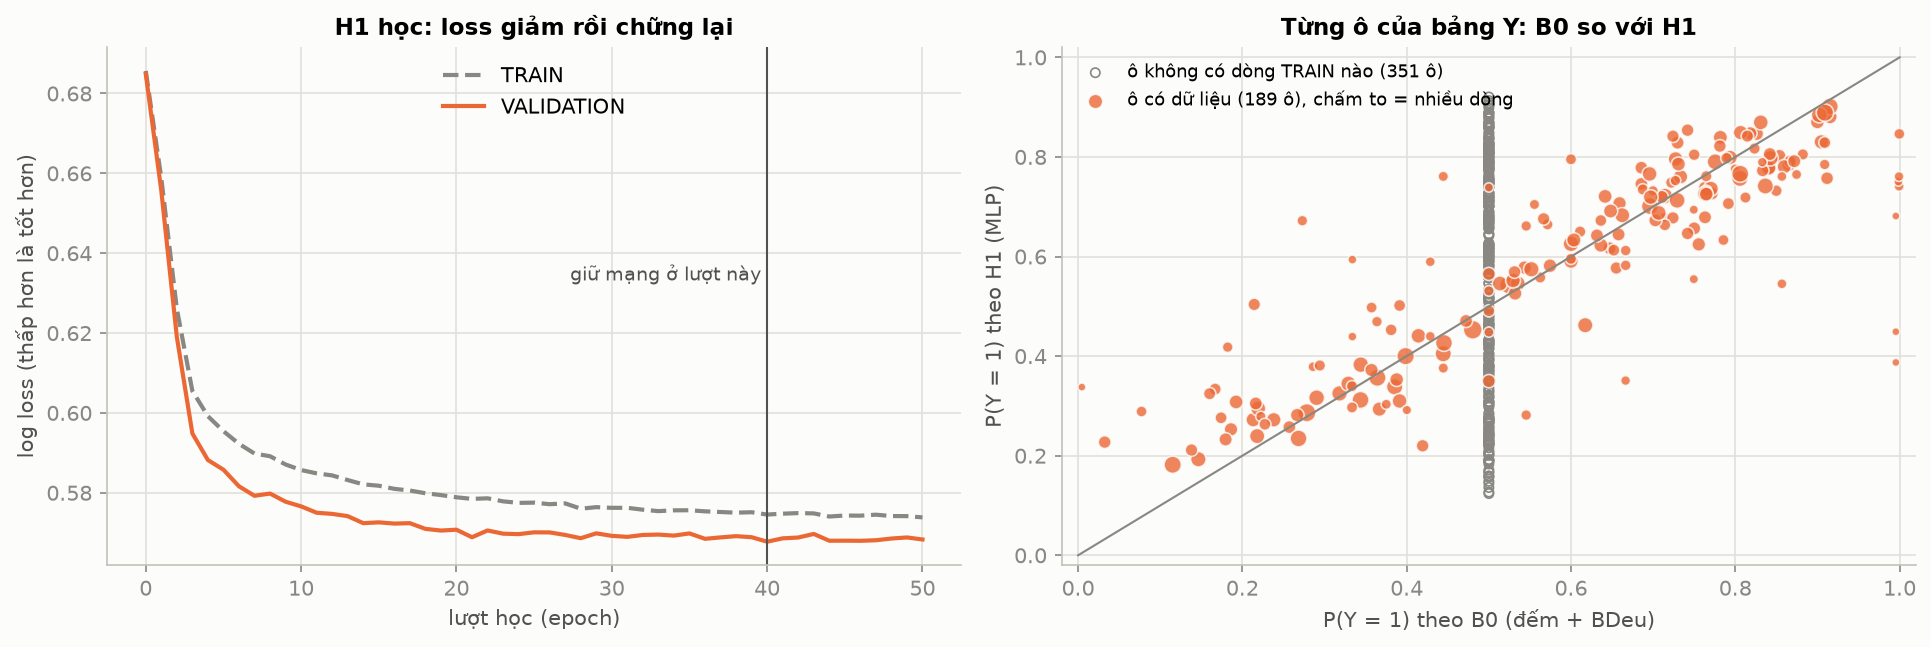 H1 học: loss giảm rồi chững lại
TRAIN
VALIDATION
giữ mạng ở lượt này
log loss (thấp hơn là tốt hơn)
0.68
0.66
0.64
0.62
0.60
0.58
0 10 20 30 40 50
lượt học (epoch)
Từng ô của bảng Y: B0 so với H1
ô không có dòng TRAIN nào (351 ô)
ô có dữ liệu (189 ô), chấm to = nhiều dòng
P(Y = 1) theo H1 (MLP)
1.0
0.8
0.6
0.4
0.2
0.0
0.0 0.2 0.4 0.6 0.8 1.0
P(Y = 1) theo B0 (đếm + BDeu)